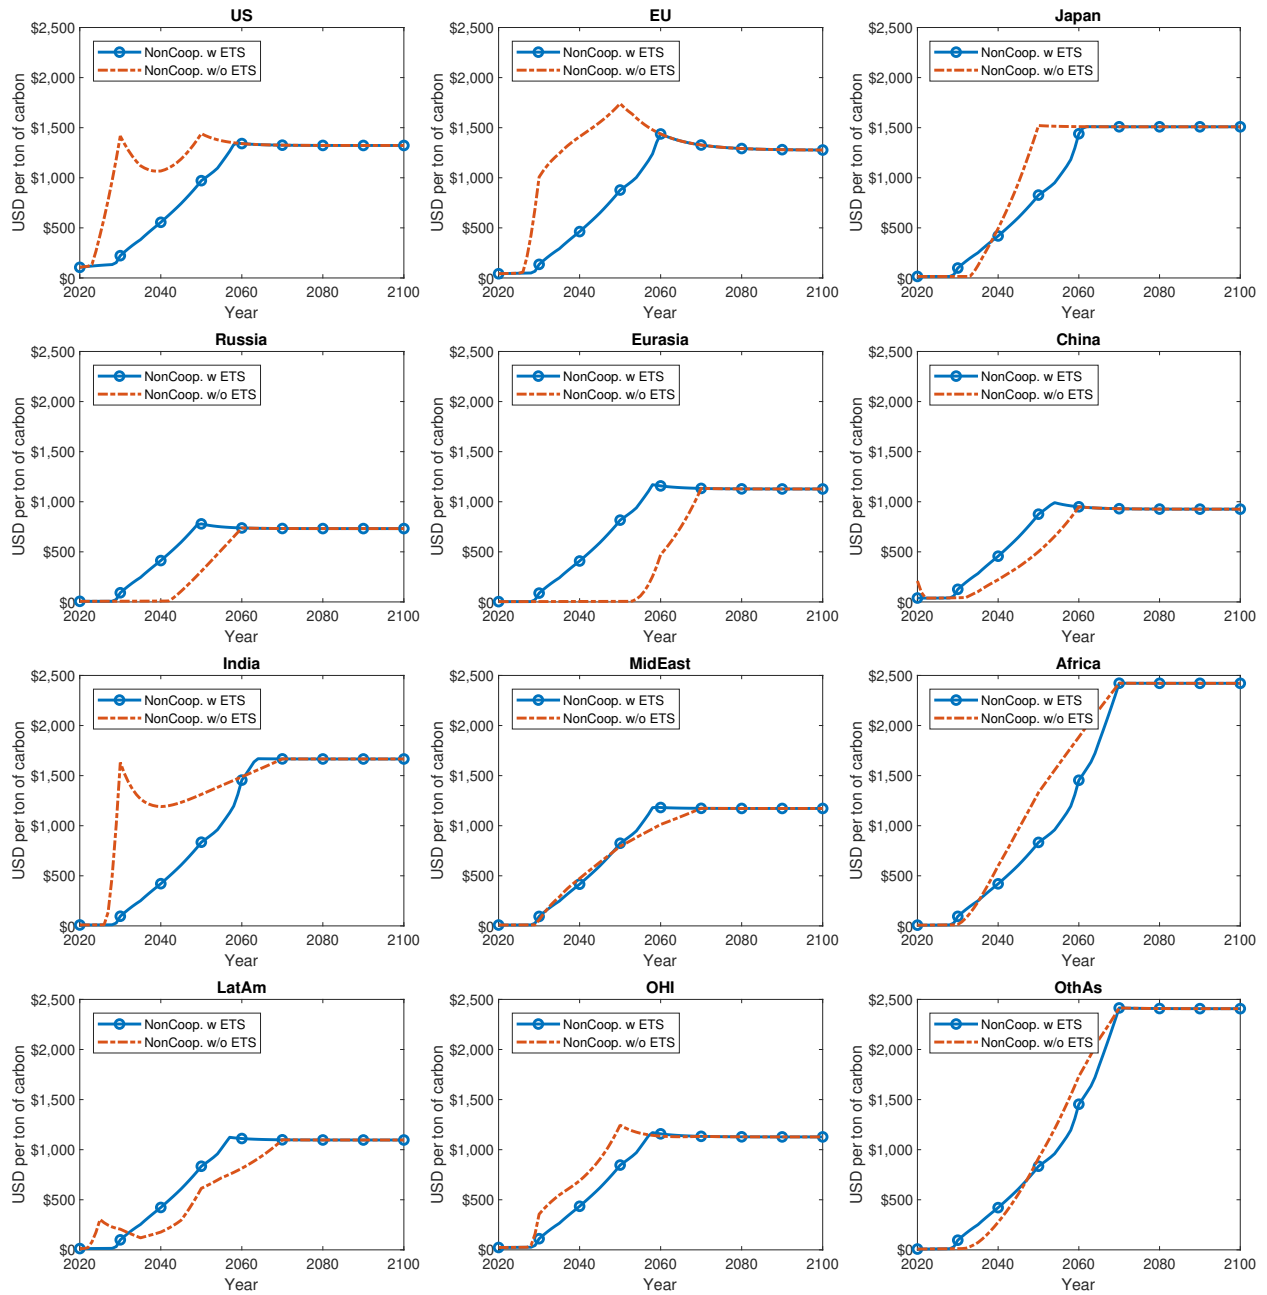 US
USD per ton of carbon
$2,500
$2,000
$1,500
$1,000
$500
$0
NonCoop. w ETS
NonCoop. w/o ETS
2020 2040 2060 2080 2100
Year
EU
USD per ton of carbon
$2,500
$2,000
$1,500
$1,000
$500
$0
NonCoop. w ETS
NonCoop. w/o ETS
2020 2040 2060 2080 2100
Year
Japan
USD per ton of carbon
$2,500
$2,000
$1,500
$1,000
$500
$0
NonCoop. w ETS
NonCoop. w/o ETS
2020 2040 2060 2080 2100
Year
Russia
USD per ton of carbon
$2,500
$2,000
$1,500
$1,000
$500
$0
NonCoop. w ETS
NonCoop. w/o ETS
2020 2040 2060 2080 2100
Year
Eurasia
USD per ton of carbon
$2,500
$2,000
$1,500
$1,000
$500
$0
NonCoop. w ETS
NonCoop. w/o ETS
2020 2040 2060 2080 2100
Year
China
USD per ton of carbon
$2,500
$2,000
$1,500
$1,000
$500
$0
NonCoop. w ETS
NonCoop. w/o ETS
2020 2040 2060 2080 2100
Year
India
USD per ton of carbon
$2,500
$2,000
$1,500
$1,000
$500
$0
NonCoop. w ETS
NonCoop. w/o ETS
2020 2040 2060 2080 2100
Year
MidEast
USD per ton of carbon
$2,500
$2,000
$1,500
$1,000
$500
$0
NonCoop. w ETS
NonCoop. w/o ETS
2020 2040 2060 2080 2100
Year
Africa
USD per ton of carbon
$2,500
$2,000
$1,500
$1,000
$500
$0
NonCoop. w ETS
NonCoop. w/o ETS
2020 2040 2060 2080 2100
Year
LatAm
USD per ton of carbon
$2,500
$2,000
$1,500
$1,000
$500
$0
NonCoop. w ETS
NonCoop. w/o ETS
2020 2040 2060 2080 2100
Year
OHI
USD per ton of carbon
$2,500
$2,000
$1,500
$1,000
$500
$0
NonCoop. w ETS
NonCoop. w/o ETS
2020 2040 2060 2080 2100
Year
OthAs
USD per ton of carbon
$2,500
$2,000
$1,500
$1,000
$500
$0
NonCoop. w ETS
NonCoop. w/o ETS
2020 2040 2060 2080 2100
Year